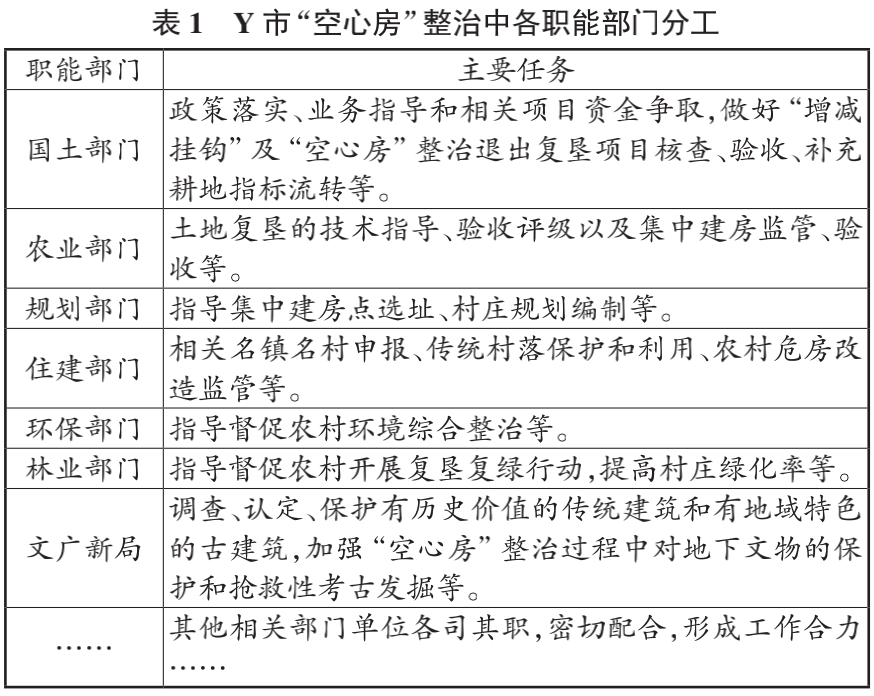 表 1 Y 市“空心房”整治中各职能部门分工
职能部门 主要任务
政策落实、业务指导和相关项目资金争取,做好“增减
国土部门 挂钩”及“空心房”整治退出复垦项目核查、验收、补充
耕地指标流转等。
土地复垦的技术指导、验收评级以及集中建房监管、验
农业部门
收等。
规划部门 指导集中建房点选址、村庄规划编制等。
相关名镇名村申报、传统村落保护和利用、农村危房改
住建部门
造监管等。
环保部门 指导督促农村环境综合整治等。
林业部门 指导督促农村开展复垦复绿行动,提高村庄绿化率等。
调查、认定、保护有历史价值的传统建筑和有地域特色
文广新局 的古建筑,加强“空心房”整治过程中对地下文物的保
护和抢救性考古发掘等。
其他相关部门单位各司其职,密切配合,形成工作合力
……
……